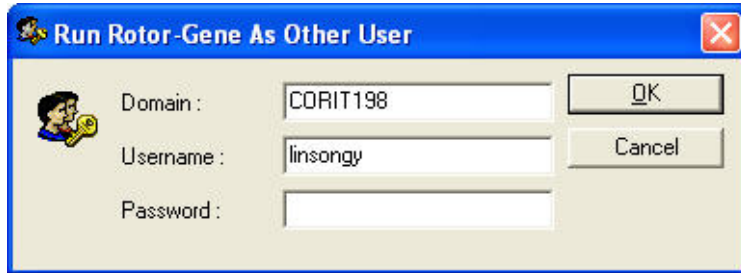 Run Rotor-Gene As Other User
Domain : CORIT198
OK
Username : linsongy
Cancel
Password :